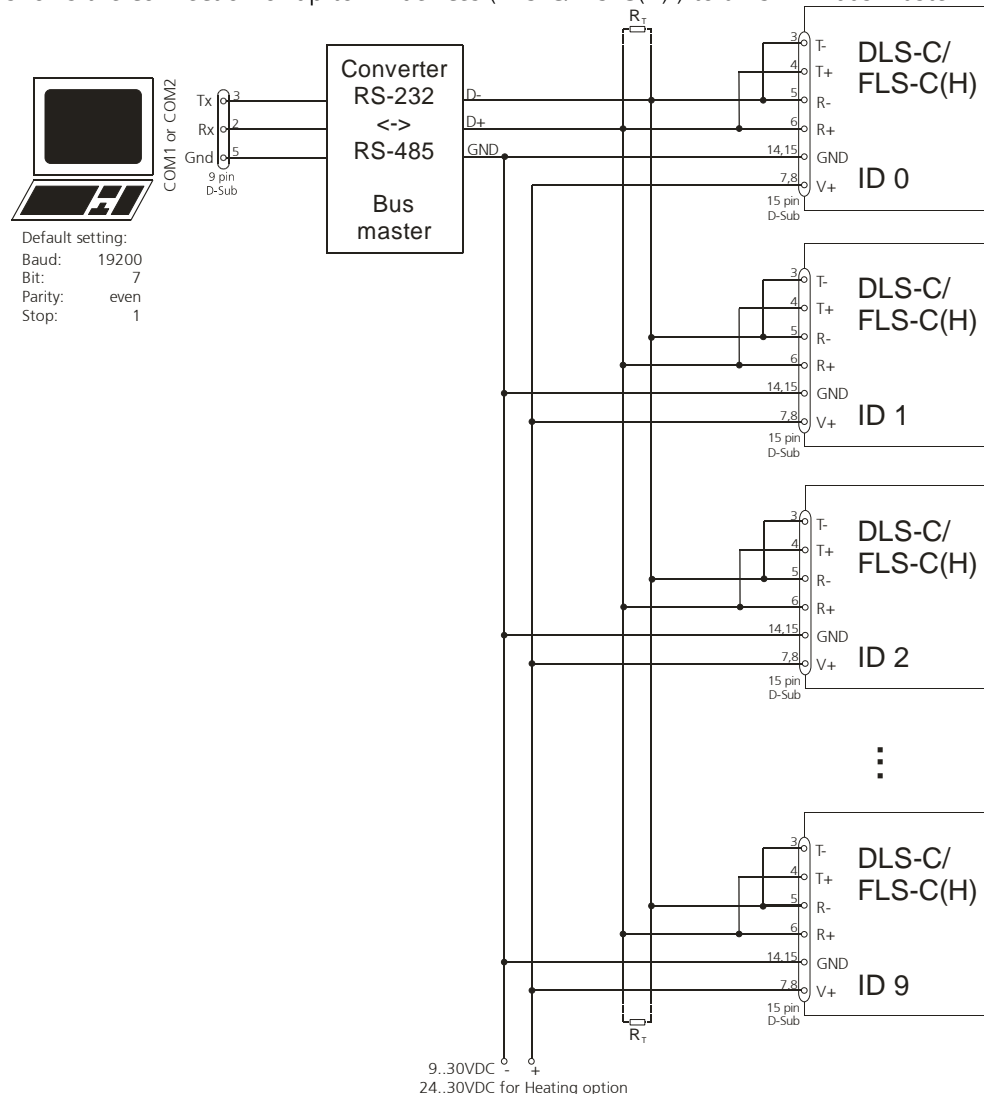 R_T
COM1 or COM2
Tx 3
Rx 2
Gnd 5
9 pin
D-Sub
Converter
RS-232
<->
RS-485
Bus
master
D-
D+
GND
Default setting:
Baud: 19200
Bit: 7
Parity: even
Stop: 1
3 T-
4 T+
5 R-
6 R+
14,15 GND
7,8 V+
15 pin
D-Sub
DLS-C/
FLS-C(H)
ID 0
3 T-
4 T+
5 R-
6 R+
14,15 GND
7,8 V+
15 pin
D-Sub
DLS-C/
FLS-C(H)
ID 1
3 T-
4 T+
5 R-
6 R+
14,15 GND
7,8 V+
15 pin
D-Sub
DLS-C/
FLS-C(H)
ID 2
⋮
3 T-
4 T+
5 R-
6 R+
14,15 GND
7,8 V+
15 pin
D-Sub
DLS-C/
FLS-C(H)
ID 9
R_T
9..30VDC - +
24..30VDC for Heating option